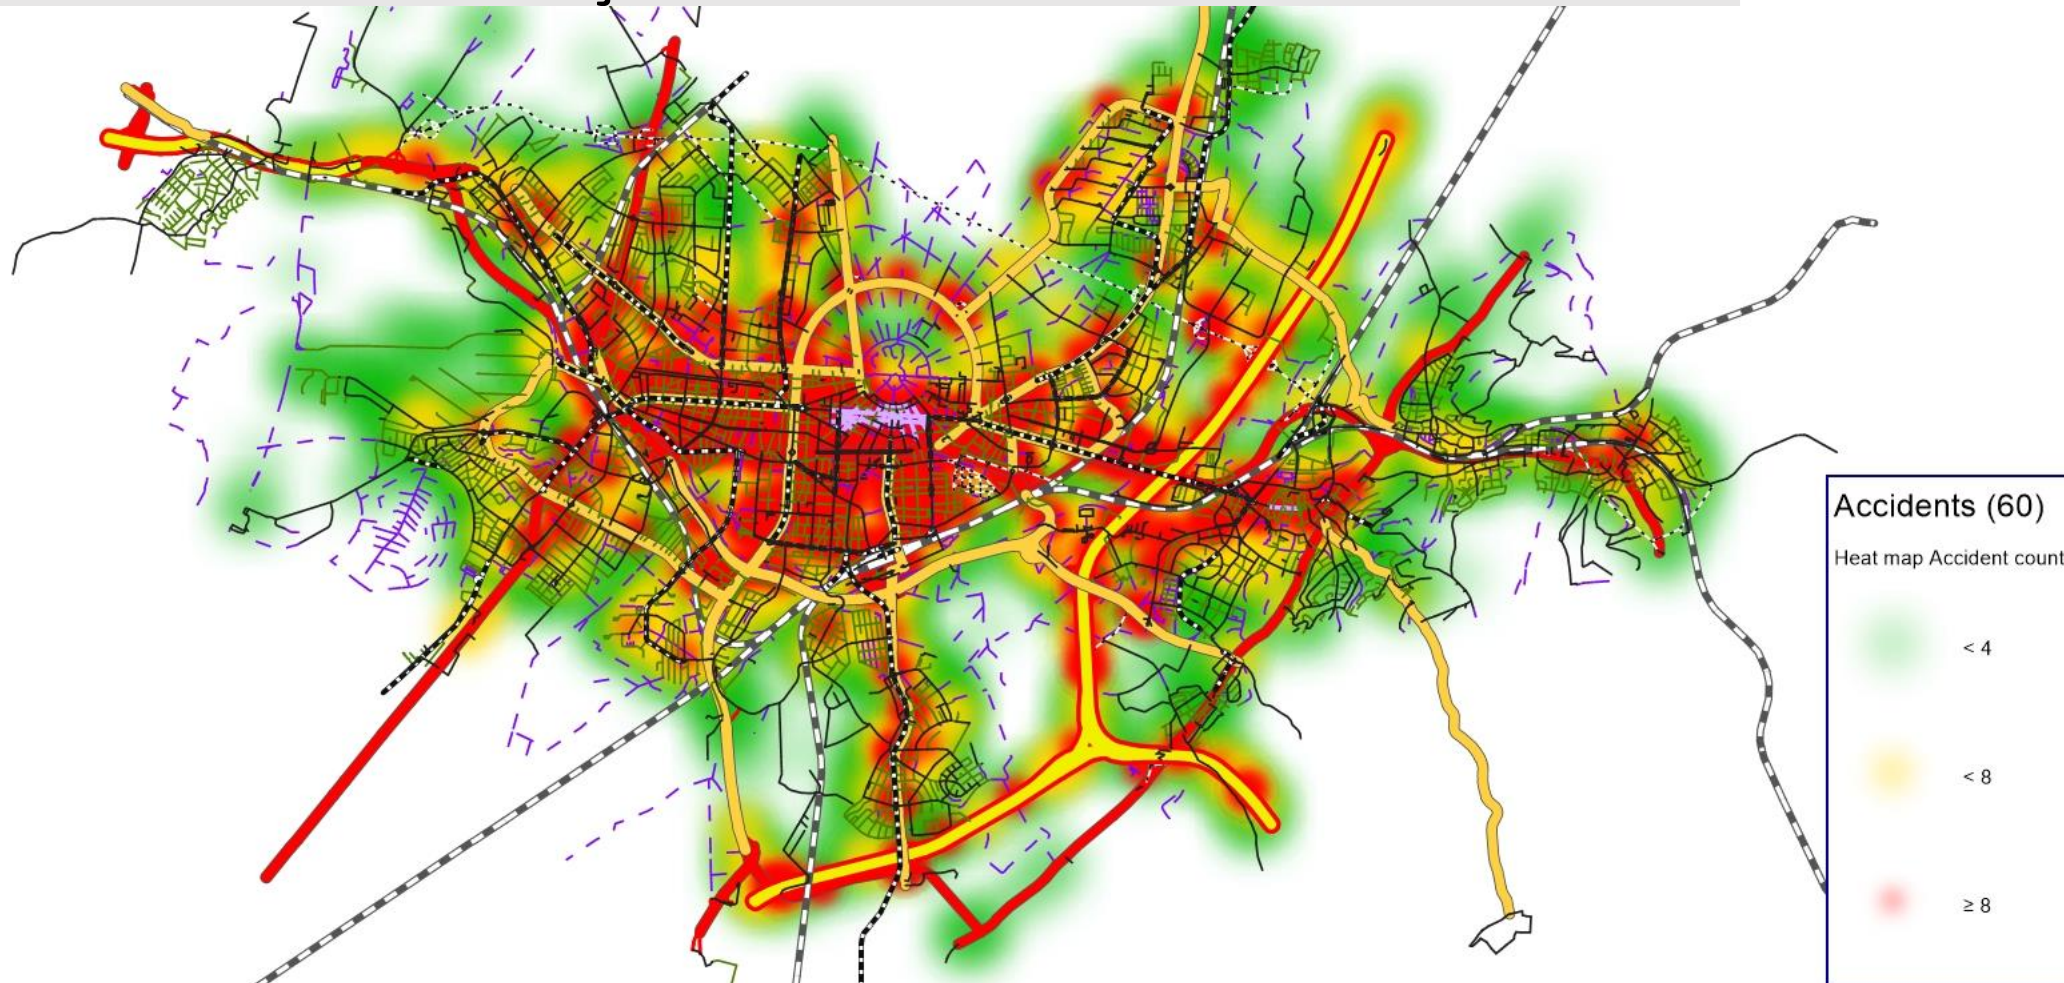 Accidents (60)
Heat map Accident count
< 4
< 8
≥ 8